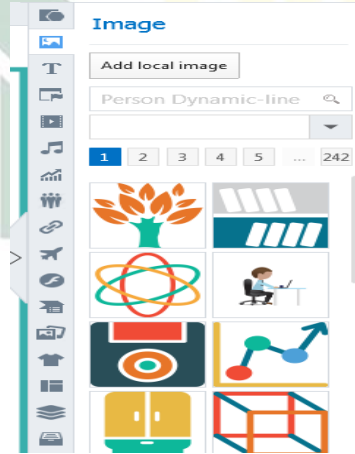 Image
Add local image
Person Dynamic-line
1 2 3 4 5 ... 242
T